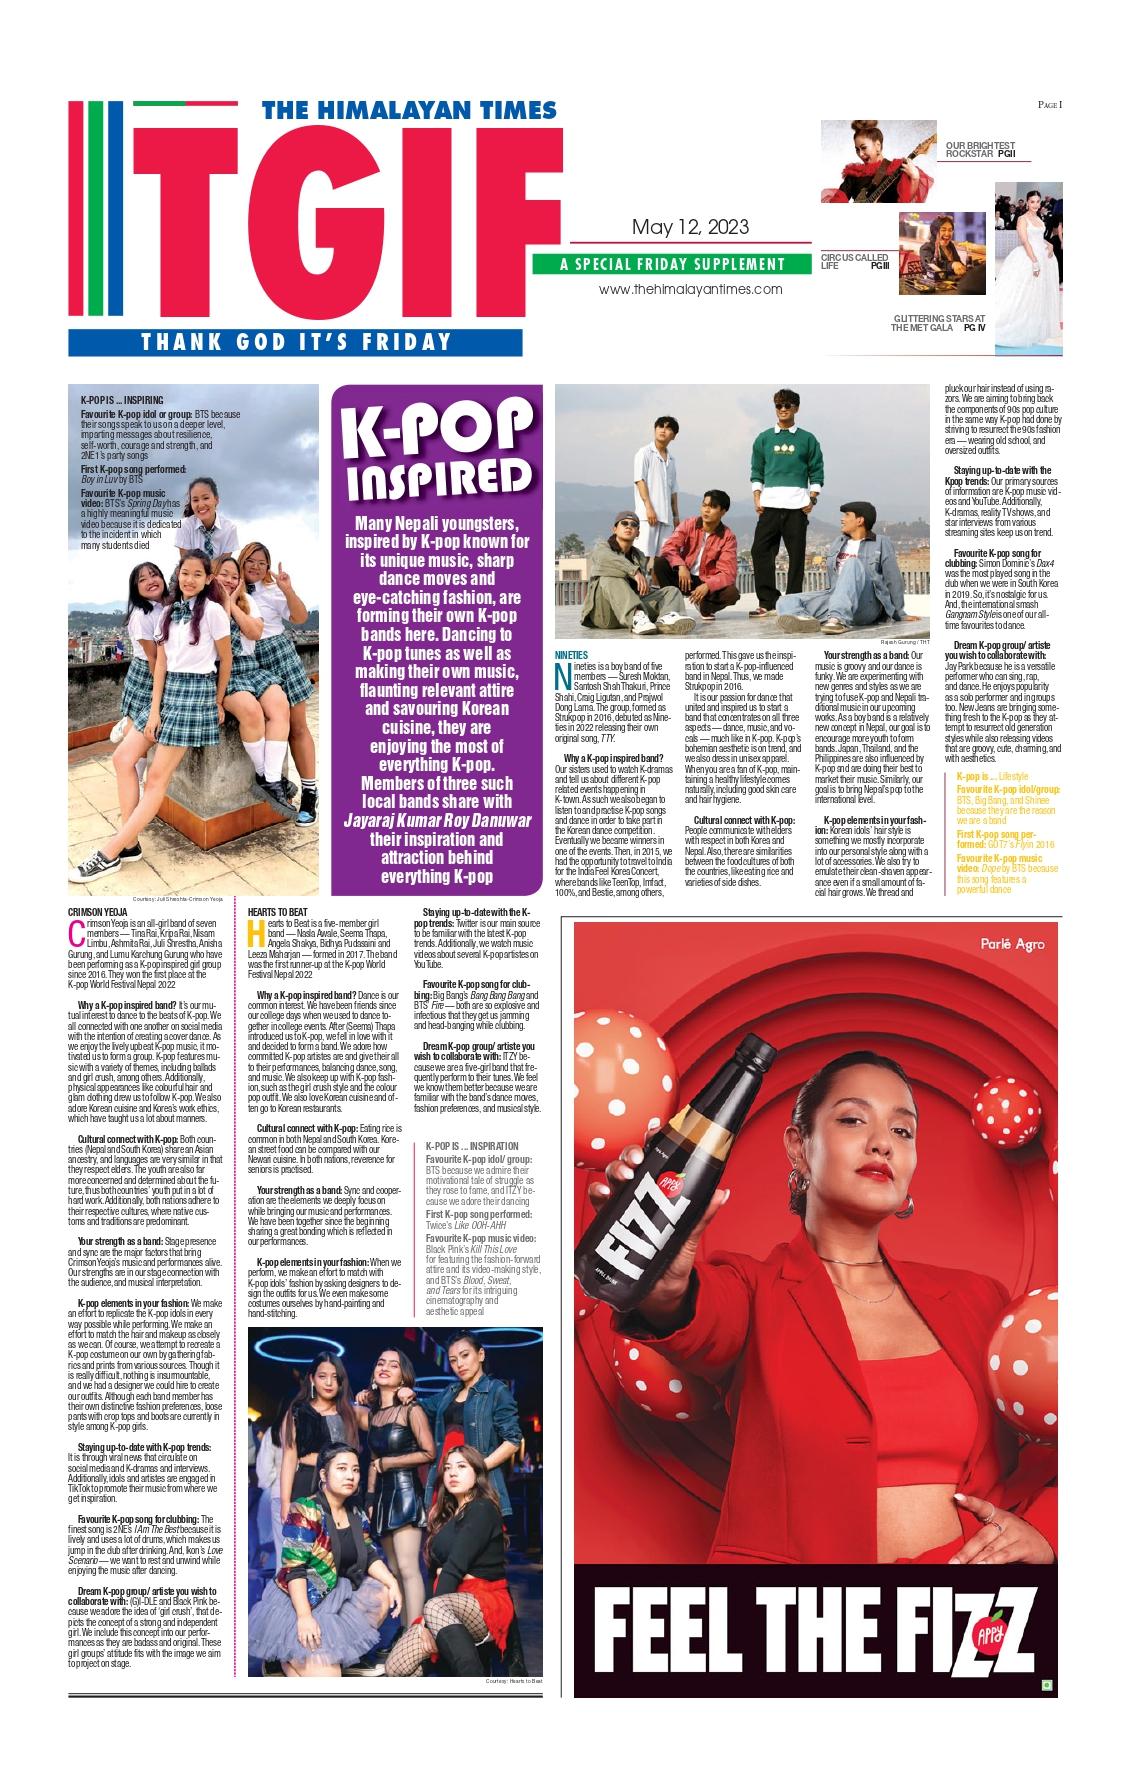 THE HIMALAYAN TIMES
TGIF
THANK GOD IT'S FRIDAY
May 12, 2023
A SPECIAL FRIDAY SUPPLEMENT
www.thehimalayantimes.com
PAGE I
OUR BRIGHTEST
ROCKSTAR PGII
CIRCUS CALLED
LIFE PGIII
GLITTERING STARS AT
THE MET GALA PG IV
K-POP IS ... INSPIRING
Favourite K-pop idol or group: BTS because
their songs speak to us on a deeper level,
imparting messages about resilience,
self-worth, courage and strength, and
2NE1's party songs
First K-pop song performed:
Boy in Luv by BTS
Favourite K-pop music
video: BTS's Spring Day has
a highly meaningful music
video because it is dedicated
to the incident in which
many students died
Courtesy: Juli Shreshta-Crimson Yeoja
K-POP
INSPIRED
Many Nepali youngsters,
inspired by K-pop known for
its unique music, sharp
dance moves and
eye-catching fashion, are
forming their own K-pop
bands here. Dancing to
K-pop tunes as well as
making their own music,
flaunting relevant attire
and savouring Korean
cuisine, they are
enjoying the most of
everything K-pop.
Members of three such
local bands share with
Jayaraj Kumar Roy Danuwar
their inspiration and
attraction behind
everything K-pop
Rajesh Gurung / THT
NINETIES
Nineties is a boy band of five
members — Suresh Moktan,
Santosh Shah Thakuri, Prince
Shahi, Craig Ligutan, and Prajwol
Dong Lama. The group, formed as
Strukpop in 2016, debuted as Nine-
ties in 2022 releasing their own
original song, TTY.
Why a K-pop inspired band?
Our sisters used to watch K-dramas
and tell us about different K-pop
related events happening in
K-town. As such we also began to
listen to and practise K-pop songs
and dance in order to take part in
the Korean dance competition.
Eventually we became winners in
one of the events. Then, in 2015, we
had the opportunity to travel to India
for the India Feel Korea Concert,
where bands like Teen Top, Imfact,
100%, and Bestie, among others,
performed. This gave us the inspi-
ration to start a K-pop-influenced
band in Nepal. Thus, we made
Strukpop in 2016.
It is our passion for dance that
united and inspired us to start a
band that concentrates on all three
aspects — dance, music, and vo-
cals — much like in K-pop. K-pop's
bohemian aesthetic is on trend, and
we also dress in unisex apparel.
When you are a fan of K-pop, main-
taining a healthy lifestyle comes
naturally, including good skin care
and hair hygiene.
Cultural connect with K-pop:
People communicate with elders
with respect in both Korea and
Nepal. Also, there are similarities
between the food cultures of both
the countries, like eating rice and
varieties of side dishes.
Your strength as a band: Our
music is groovy and our dance is
funky. We are experimenting with
new genres and styles as we are
trying to fuse K-pop and Nepali tra-
ditional music in our upcoming
works. As a boy band is a relatively
new concept in Nepal, our goal is to
encourage more youth to form
bands. Japan, Thailand, and the
Philippines are also influenced by
K-pop and are doing their best to
market their music. Similarly, our
goal is to bring Nepal's pop to the
international level.
K-pop elements in your fash-
ion: Korean idols' hair style is
something we mostly incorporate
into our personal style along with a
lot of accessories. We also try to
emulate their clean-shaven appear-
ance even if a small amount of fa-
cial hair grows. We thread and
pluck our hair instead of using ra-
zors. We are aiming to bring back
the components of 90s pop culture
in the same way K-pop had done by
striving to resurrect the 90s fashion
era — wearing old school, and
oversized outfits.
Staying up-to-date with the
Kpop trends: Our primary sources
of information are K-pop music vid-
eos and YouTube. Additionally,
K-dramas, reality TV shows, and
star interviews from various
streaming sites keep us on trend.
Favourite K-pop song for
clubbing: Simon Dominic's Dax4
was the most played song in the
club when we were in South Korea
in 2019. So, it's nostalgic for us.
And, the international smash
Gangnam Style is one of our all-
time favourites to dance.
Dream K-pop group/ artiste
you wish to collaborate with:
Jay Park because he is a versatile
performer who can sing, rap,
and dance. He enjoys popularity
as a solo performer and in groups
too. New Jeans are bringing some-
thing fresh to the K-pop as they at-
tempt to resurrect old generation
styles while also releasing videos
that are groovy, cute, charming, and
with aesthetics.
K-pop is ... Lifestyle
Favourite K-pop idol/group:
BTS, Big Bang, and Shinee
because they are the reason
we are a band
First K-pop song per-
formed: GOT7's Fly in 2016
Favourite K-pop music
video: Dope by BTS because
this song features a
powerful dance
CRIMSON YEOJA
Crimson Yeoja is an all-girl band of seven
members — Tina Rai, Kripa Rai, Nisam
Limbu, Ashmita Rai, Juli Shrestha, Anisha
Gurung, and Lumu Karchung Gurung who have
been performing as a K-pop inspired girl group
since 2016. They won the first place at the
K-pop World Festival Nepal 2022
Why a K-pop inspired band? It's our mu-
tual interest to dance to the beats of K-pop. We
all connected with one another on social media
with the intention of creating a cover dance. As
we enjoy the lively upbeat K-pop music, it mo-
tivated us to form a group. K-pop features mu-
sic with a variety of themes, including ballads
and girl crush, among others. Additionally,
physical appearances like colourful hair and
glam clothing drew us to follow K-pop. We also
adore Korean cuisine and Korea's work ethics,
which have taught us a lot about manners.
Cultural connect with K-pop: Both coun-
tries (Nepal and South Korea) share an Asian
ancestry, and languages are very similar in that
they respect elders. The youth are also far
more concerned and determined about the fu-
ture, thus both countries' youth put in a lot of
hard work. Additionally, both nations adhere to
their respective cultures, where native cus-
toms and traditions are predominant.
Your strength as a band: Stage presence
and sync are the major factors that bring
Crimson Yeoja's music and performances alive.
Our strengths are in our stage connection with
the audience, and musical interpretation.
K-pop elements in your fashion: We make
an effort to replicate the K-pop idols in every
way possible while performing. We make an
effort to match the hair and makeup as closely
as we can. Of course, we attempt to recreate a
K-pop costume on our own by gathering fab-
rics and prints from various sources. Though it
is really difficult, nothing is insurmountable,
and we had a designer we could hire to create
our outfits. Although each band member has
their own distinctive fashion preferences, loose
pants with crop tops and boots are currently in
style among K-pop girls.
Staying up-to-date with K-pop trends:
It is through viral news that circulate on
social media and K-dramas and interviews.
Additionally, idols and artistes are engaged in
TikTok to promote their music from where we
get inspiration.
Favourite K-pop song for clubbing: The
finest song is 2NE's I Am The Best because it is
lively and uses a lot of drums, which makes us
jump in the club after drinking. And, Ikon's Love
Scenario — we want to rest and unwind while
enjoying the music after dancing.
Dream K-pop group/ artiste you wish to
collaborate with: (G)I-DLE and Black Pink be-
cause we adore the idea of 'girl crush', that de-
picts the concept of a strong and independent
girl. We include this concept into our perfor-
mances as they are badass and original. These
girl groups' attitude fits with the image we aim
to project on stage.
HEARTS TO BEAT
Hearts to Beat is a five-member girl
band — Nasla Awale, Seema Thapa,
Angela Shakya, Bidhya Pudasaini and
Leeza Maharjan — formed in 2017. The band
was the first runner-up at the K-pop World
Festival Nepal 2022
Why a K-pop inspired band? Dance is our
common interest. We have been friends since
our college days when we used to dance to-
gether in college events. After (Seema) Thapa
introduced us to K-pop, we fell in love with it
and decided to form a band. We adore how
committed K-pop artistes are and give their all
to their performances, balancing dance, song,
and music. We also keep up with K-pop fash-
ion, such as the girl crush style and the colour
pop outfit. We also love Korean cuisine and of-
ten go to Korean restaurants.
Cultural connect with K-pop: Eating rice is
common in both Nepal and South Korea. Kore-
an street food can be compared with our
Newari cuisine. In both nations, reverence for
seniors is practised.
Your strength as a band: Sync and cooper-
ation are the elements we deeply focus on
while bringing our music and performances.
We have been together since the beginning
sharing a great bonding which is reflected in
our performances.
K-pop elements in your fashion: When we
perform, we make an effort to match with
K-pop idols' fashion by asking designers to de-
sign the outfits for us. We even make some
costumes ourselves by hand-painting and
hand-stitching.
Staying up-to-date with the K-
pop trends: Twitter is our main source
to be familiar with the latest K-pop
trends. Additionally, we watch music
videos about several K-pop artistes on
YouTube.
Favourite K-pop song for club-
bing: Big Bang's Bang Bang Bang and
BTS' Fire — both are so explosive and
infectious that they get us jamming
and head-banging while clubbing.
Dream K-pop group/ artiste you
wish to collaborate with: ITZY be-
cause we are a five-girl band that fre-
quently perform to their tunes. We feel
we know them better because we are
familiar with the band's dance moves,
fashion preferences, and musical style.
K-POP IS ... INSPIRATION
Favourite K-pop idol/ group:
BTS because we admire their
motivational tale of struggle as
they rose to fame, and ITZY be-
cause we adore their dancing
First K-pop song performed:
Twice's Like OOH-AHH
Favourite K-pop music video:
Black Pink's Kill This Love
for featuring the fashion-forward
attire and its video-making style,
and BTS's Blood, Sweat,
and Tears for its intriguing
cinematography and
aesthetic appeal
Courtesy: Hearts to Beat
Parlé Agro
APPY
FIZZ
FEEL THE FIZZ
APPY